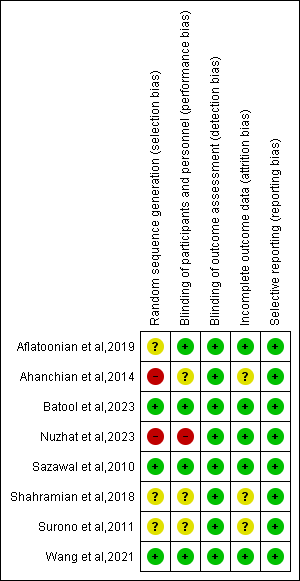 Random sequence generation (selection bias)
Blinding of participants and personnel (performance bias)
Blinding of outcome assessment (detection bias)
Incomplete outcome data (attrition bias)
Selective reporting (reporting bias)
Aflatoonian et al,2019 ? + + + +
Ahanchian et al,2014 - ? + ? +
Batool et al,2023 + + + + +
Nuzhat et al,2023 - - + + +
Sazawal et al,2010 + + + + +
Shahramian et al,2018 ? ? + ? +
Surono et al,2011 ? ? + ? +
Wang et al,2021 + + + + +